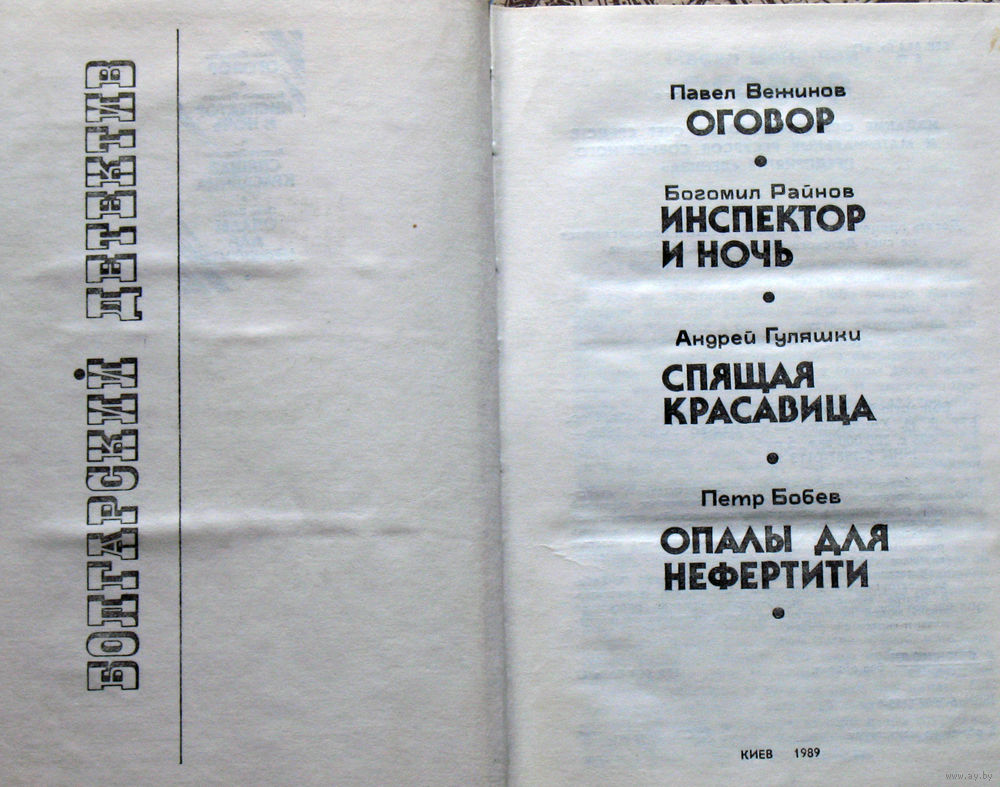 БОЛГАРСКИЙ ДЕТЕКТИВ
Павел Вежинов
ОГОВОР
Богомил Райнов
ИНСПЕКТОР
И НОЧЬ
Андрей Гуляшки
СПЯЩАЯ
КРАСАВИЦА
Петр Бобев
ОПАЛЫ ДЛЯ
НЕФЕРТИТИ
КИЕВ 1989
www.ay.by